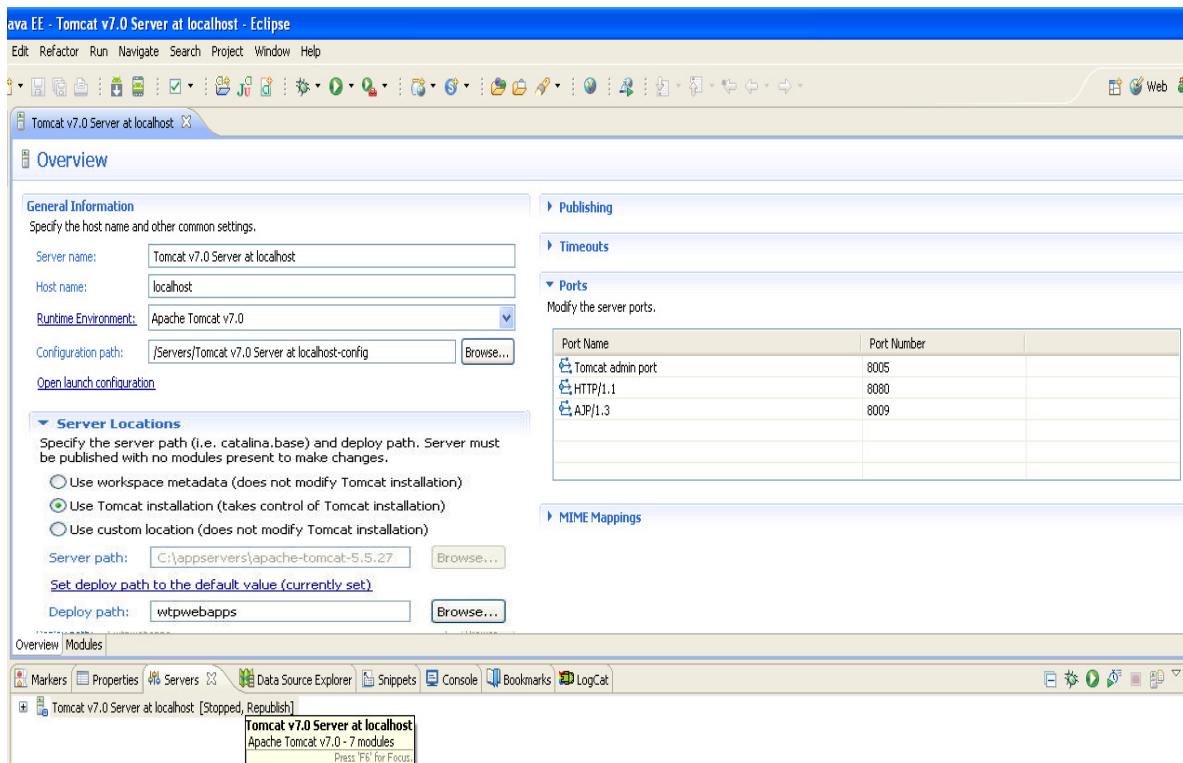 ava EE - Tomcat v7.0 Server at localhost - Eclipse
Edit Refactor Run Navigate Search Project Window Help
Web
Tomcat v7.0 Server at localhost
Overview
General Information
Specify the host name and other common settings.
Server name: Tomcat v7.0 Server at localhost
Host name: localhost
Runtime Environment: Apache Tomcat v7.0
Configuration path: /Servers/Tomcat v7.0 Server at localhost-config Browse...
Open launch configuration
Server Locations
Specify the server path (i.e. catalina.base) and deploy path. Server must
be published with no modules present to make changes.
Use workspace metadata (does not modify Tomcat installation)
Use Tomcat installation (takes control of Tomcat installation)
Use custom location (does not modify Tomcat installation)
Server path: C:\appservers\apache-tomcat-5.5.27 Browse...
Set deploy path to the default value (currently set)
Deploy path: wtpwebapps Browse...
Publishing
Timeouts
Ports
Modify the server ports.
Port Name Port Number
Tomcat admin port 8005
HTTP/1.1 8080
AJP/1.3 8009
MIME Mappings
Overview Modules
Markers Properties Servers Data Source Explorer Snippets Console Bookmarks LogCat
Tomcat v7.0 Server at localhost [Stopped, Republish]
Tomcat v7.0 Server at localhost
Apache Tomcat v7.0 - 7 modules
Press 'F6' for Focus.